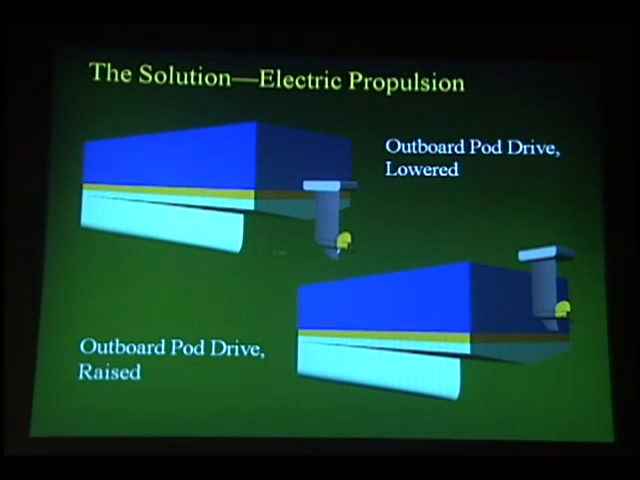 The Solution—Electric Propulsion
Outboard Pod Drive,
Lowered
Outboard Pod Drive,
Raised